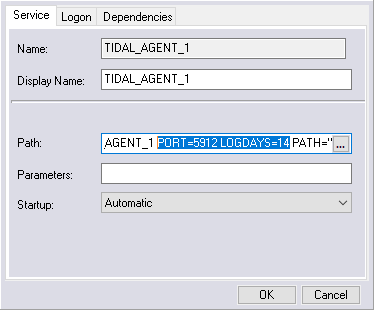 Service Logon Dependencies
Name: TIDAL_AGENT_1
Display Name: TIDAL_AGENT_1
Path: AGENT_1 PORT=5912 LOGDAYS=14 PATH=" ...
Parameters:
Startup: Automatic
OK Cancel